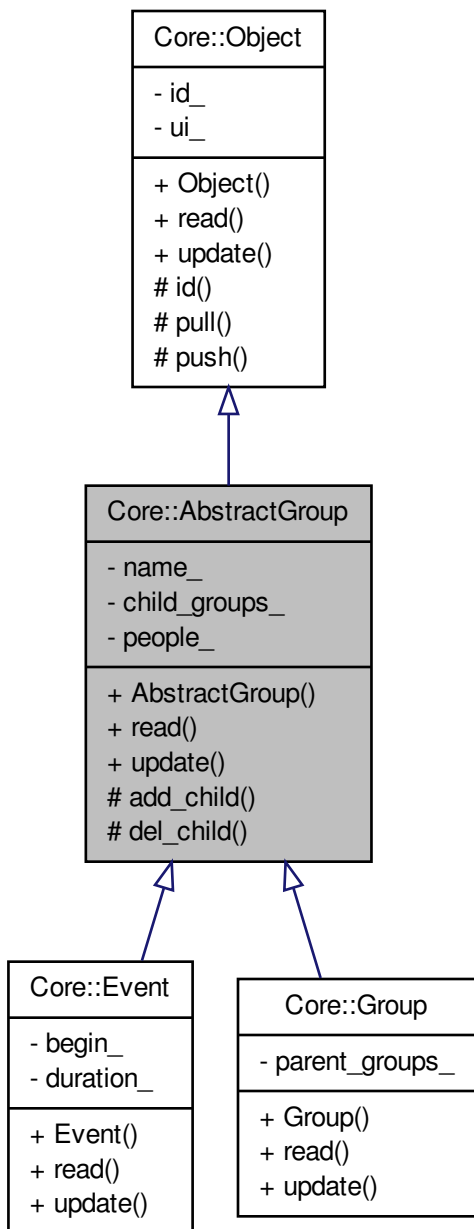 Core::Object
- id_
- ui_
+ Object()
+ read()
+ update()
# id()
# pull()
# push()
Core::AbstractGroup
- name_
- child_groups_
- people_
+ AbstractGroup()
+ read()
+ update()
# add_child()
# del_child()
Core::Event
- begin_
- duration_
+ Event()
+ read()
+ update()
Core::Group
- parent_groups_
+ Group()
+ read()
+ update()